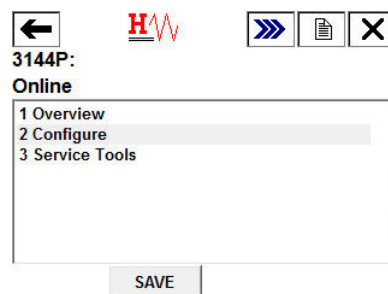 H
3144P:
Online
1 Overview
2 Configure
3 Service Tools
SAVE